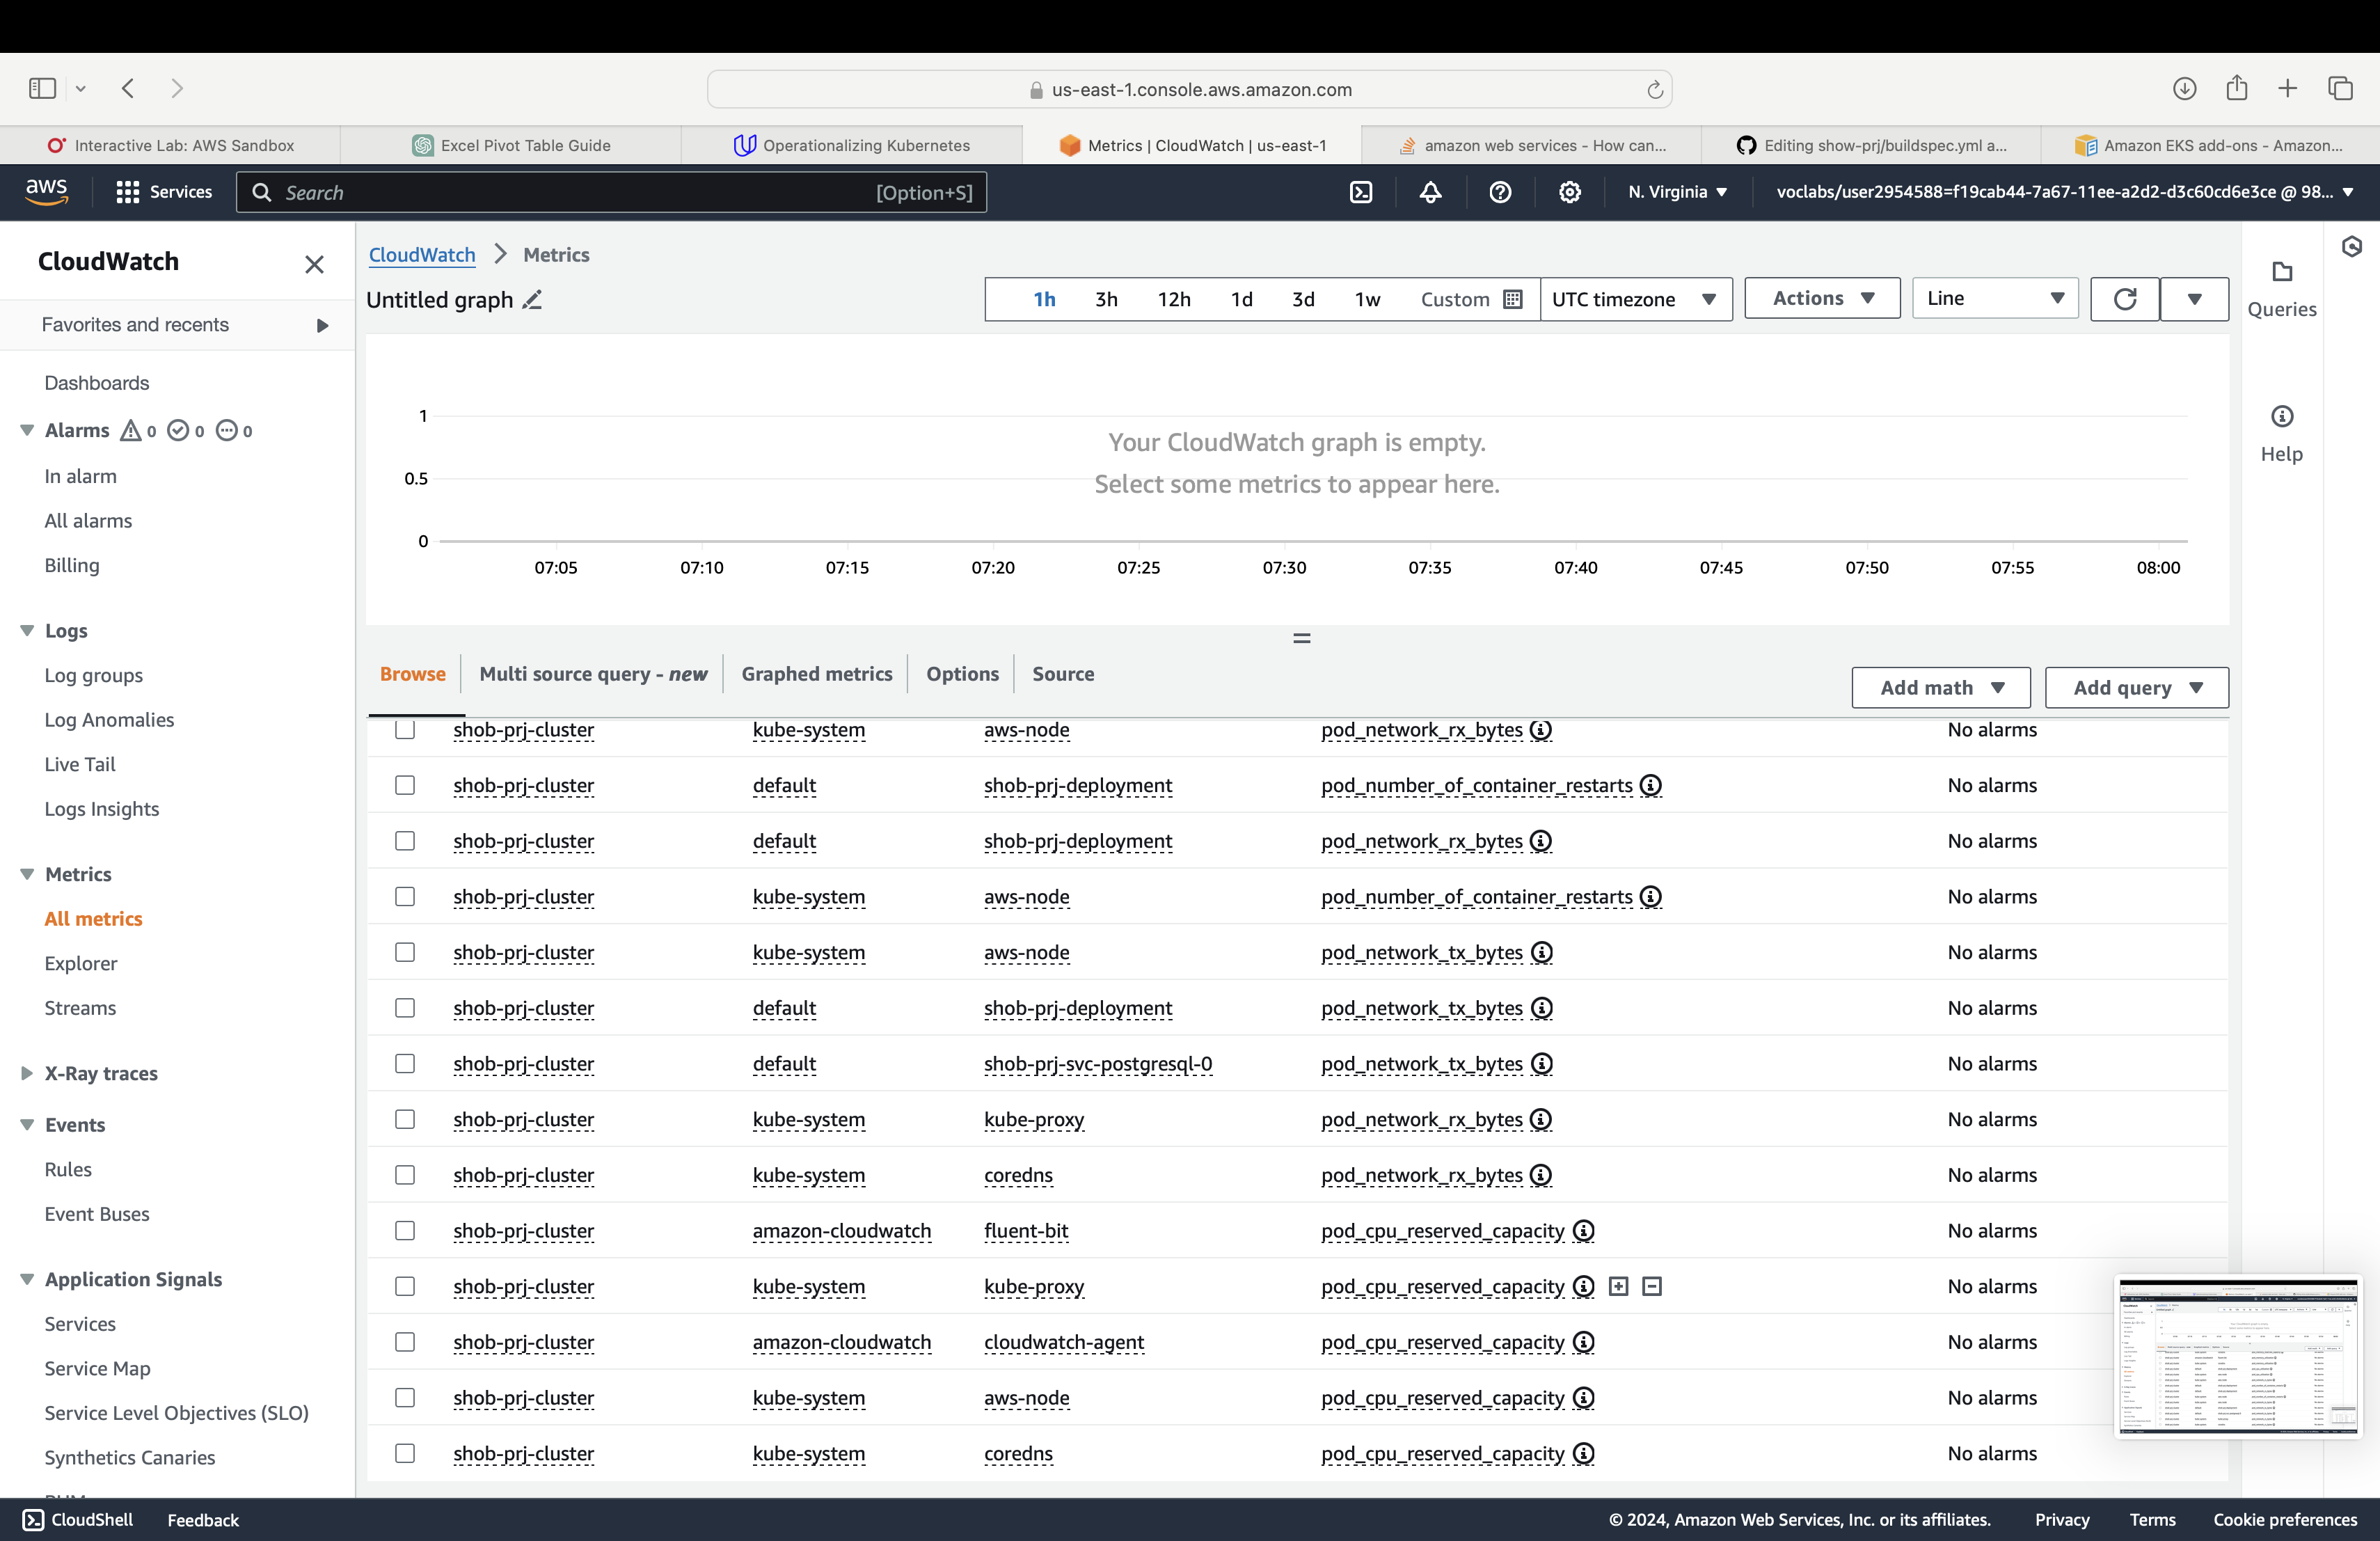 us-east-1.console.aws.amazon.com
Interactive Lab: AWS Sandbox
Excel Pivot Table Guide
Operationalizing Kubernetes
Metrics | CloudWatch | us-east-1
amazon web services - How can...
Editing show-prj/buildspec.yml a...
Amazon EKS add-ons - Amazon...
aws
Services
Search
[Option+S]
N. Virginia
voclabs/user2954588=f19cab44-7a67-11ee-a2d2-d3c60cd6e3ce @ 98...
CloudWatch
Favorites and recents
Dashboards
Alarms 0 0 0
In alarm
All alarms
Billing
Logs
Log groups
Log Anomalies
Live Tail
Logs Insights
Metrics
All metrics
Explorer
Streams
X-Ray traces
Events
Rules
Event Buses
Application Signals
Services
Service Map
Service Level Objectives (SLO)
Synthetics Canaries
CloudWatch Metrics
Untitled graph
1h 3h 12h 1d 3d 1w Custom
UTC timezone
Actions
Line
Queries
Help
1
Your CloudWatch graph is empty.
0.5
Select some metrics to appear here.
0
07:05 07:10 07:15 07:20 07:25 07:30 07:35 07:40 07:45 07:50 07:55 08:00
Browse Multi source query - new Graphed metrics Options Source
Add math
Add query
shob-prj-cluster kube-system aws-node pod_network_rx_bytes No alarms
shob-prj-cluster default shob-prj-deployment pod_number_of_container_restarts No alarms
shob-prj-cluster default shob-prj-deployment pod_network_rx_bytes No alarms
shob-prj-cluster kube-system aws-node pod_number_of_container_restarts No alarms
shob-prj-cluster kube-system aws-node pod_network_tx_bytes No alarms
shob-prj-cluster default shob-prj-deployment pod_network_tx_bytes No alarms
shob-prj-cluster default shob-prj-svc-postgresql-0 pod_network_tx_bytes No alarms
shob-prj-cluster kube-system kube-proxy pod_network_rx_bytes No alarms
shob-prj-cluster kube-system coredns pod_network_rx_bytes No alarms
shob-prj-cluster amazon-cloudwatch fluent-bit pod_cpu_reserved_capacity No alarms
shob-prj-cluster kube-system kube-proxy pod_cpu_reserved_capacity No alarms
shob-prj-cluster amazon-cloudwatch cloudwatch-agent pod_cpu_reserved_capacity No alarms
shob-prj-cluster kube-system aws-node pod_cpu_reserved_capacity No alarms
shob-prj-cluster kube-system coredns pod_cpu_reserved_capacity No alarms
CloudShell
Feedback
© 2024, Amazon Web Services, Inc. or its affiliates.
Privacy
Terms
Cookie preferences